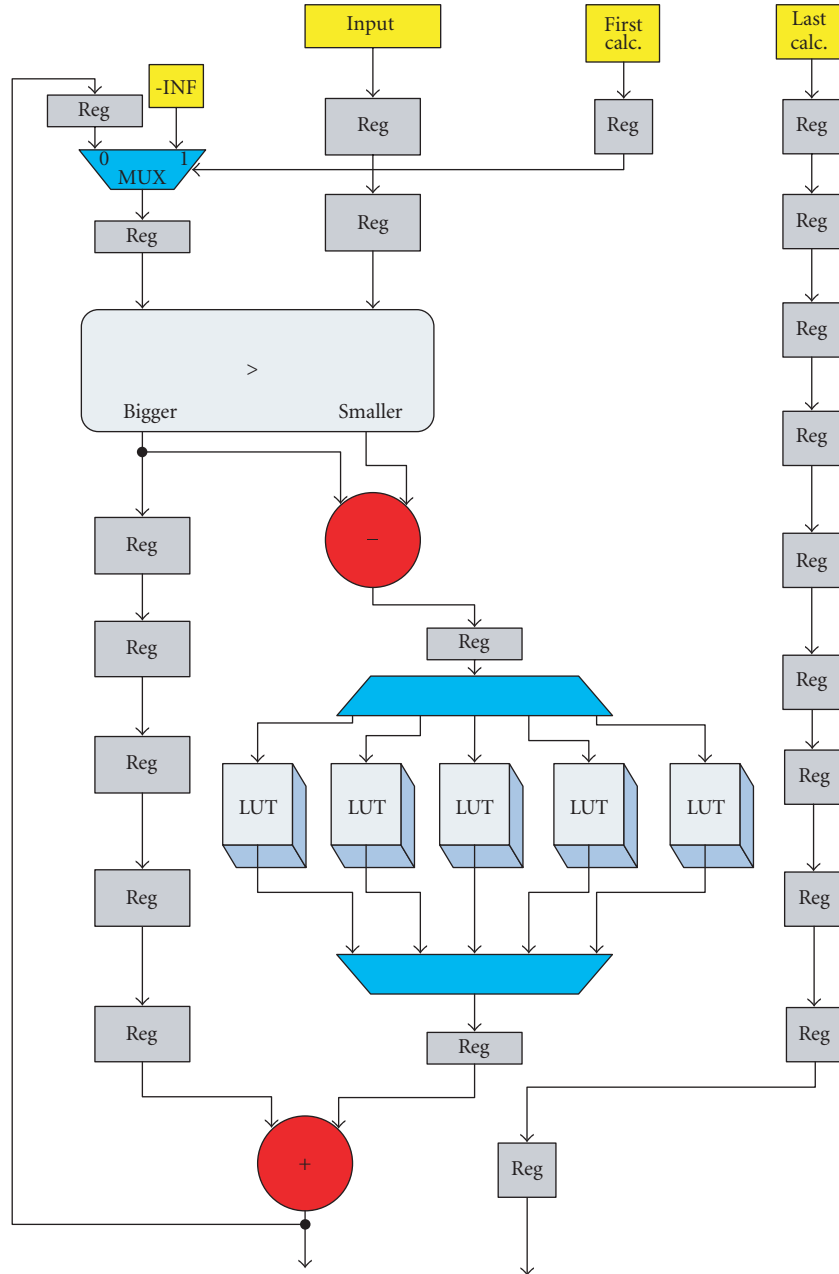 Input
First
calc.
Last
calc.
-INF
Reg
Reg
Reg
Reg
0 1
MUX
Reg
Reg
Reg
Reg
>
Bigger Smaller
Reg
Reg
–
Reg
Reg
Reg
Reg
Reg
Reg
LUT
LUT
LUT
LUT
LUT
Reg
Reg
Reg
Reg
Reg
Reg
+
Reg